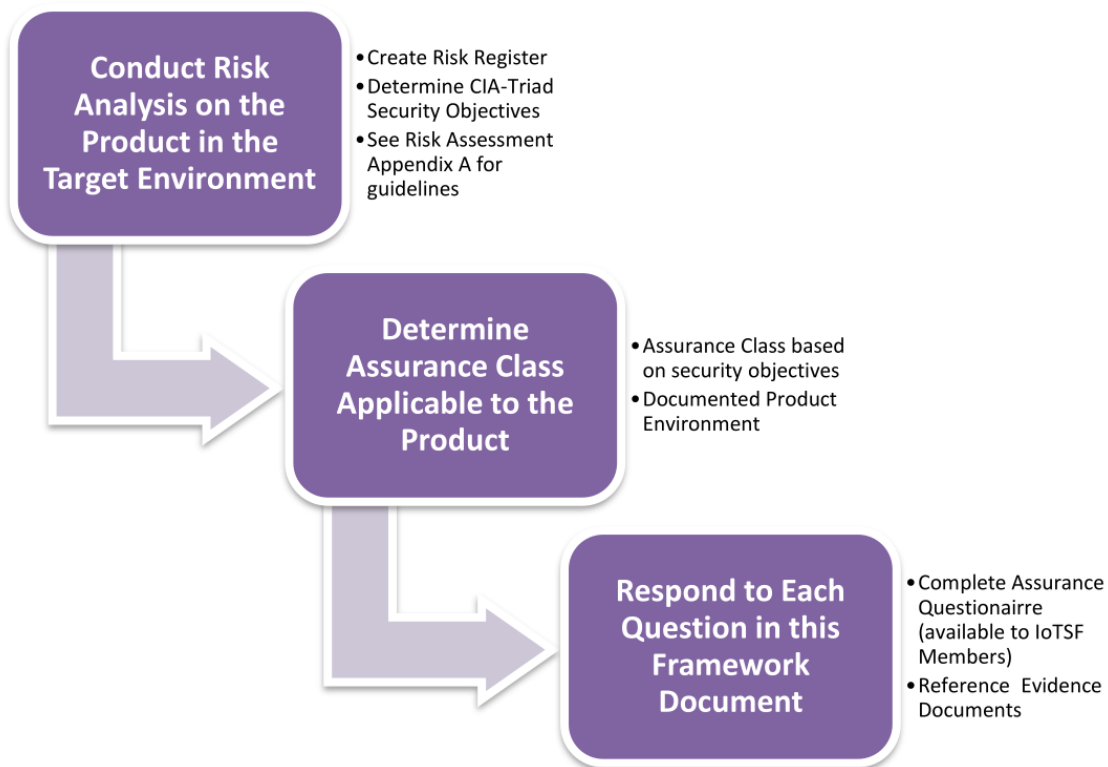 Conduct Risk
Analysis on the
Product in the
Target Environment
•Create Risk Register
•Determine CIA-Triad
Security Objectives
•See Risk Assessment
Appendix A for
guidelines
Determine
Assurance Class
Applicable to the
Product
•Assurance Class based
on security objectives
•Documented Product
Environment
Respond to Each
Question in this
Framework
Document
•Complete Assurance
Questionairre
(available to IoTSF
Members)
•Reference Evidence
Documents